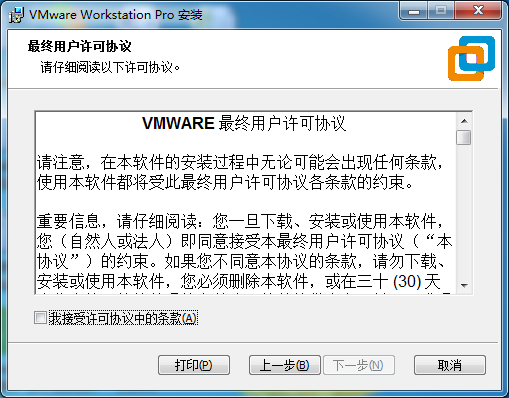 VMware Workstation Pro 安装
最终用户许可协议
请仔细阅读以下许可协议。
VMWARE 最终用户许可协议
请注意，在本软件的安装过程中无论可能会出现任何条款，
使用本软件都将受此最终用户许可协议各条款的约束。
重要信息，请仔细阅读：您一旦下载、安装或使用本软件，
您（自然人或法人）即同意接受本最终用户许可协议（“本
协议”）的约束。如果您不同意本协议的条款，请勿下载、
安装或使用本软件，您必须删除本软件，或在三十 (30) 天
我接受许可协议中的条款(A)
打印(P) 上一步(B) 下一步(N) 取消